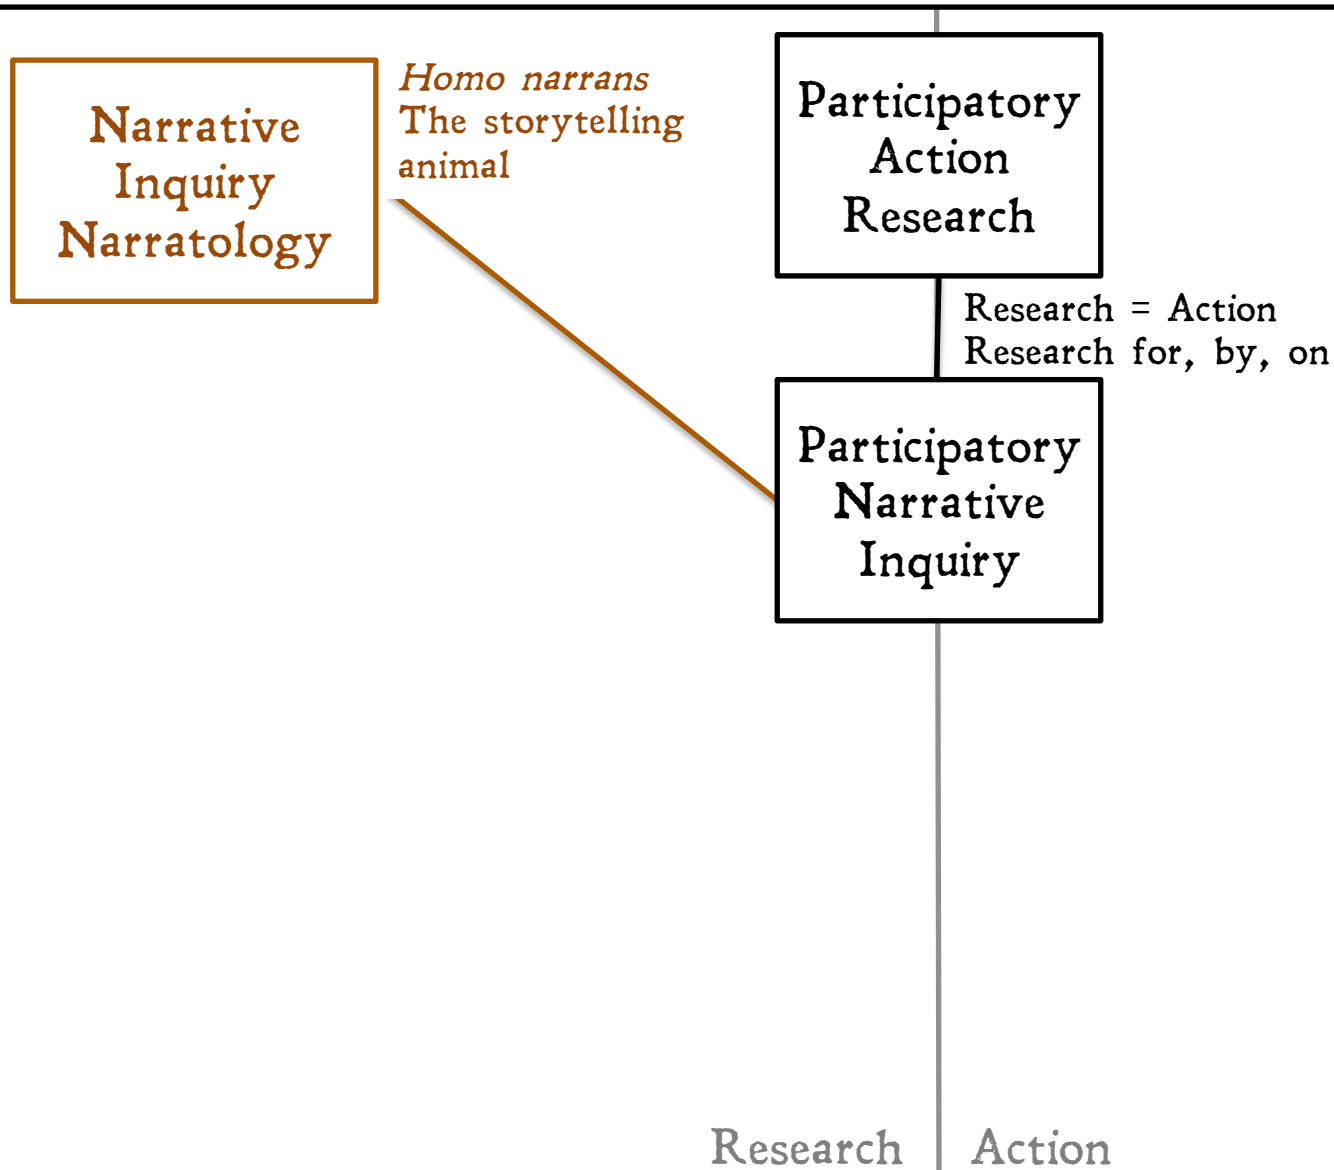 Narrative
Inquiry
Narratology
Homo narrans
The storytelling
animal
Participatory
Action
Research
Research = Action
Research for, by, on
Participatory
Narrative
Inquiry
Research
Action